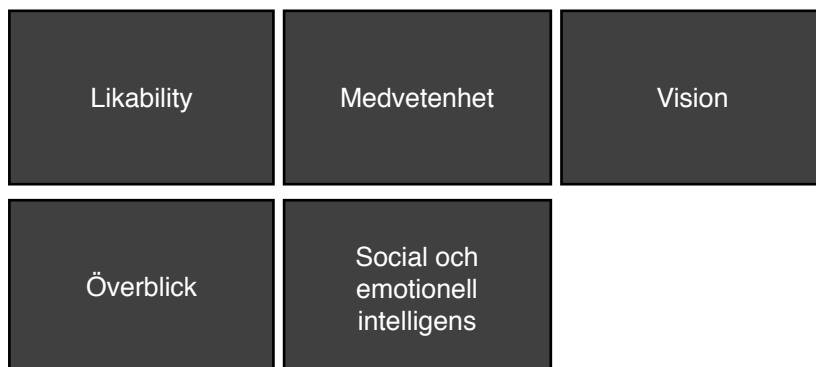 Likability
Medvetenhet
Vision
Överblick
Social och
emotionell
intelligens